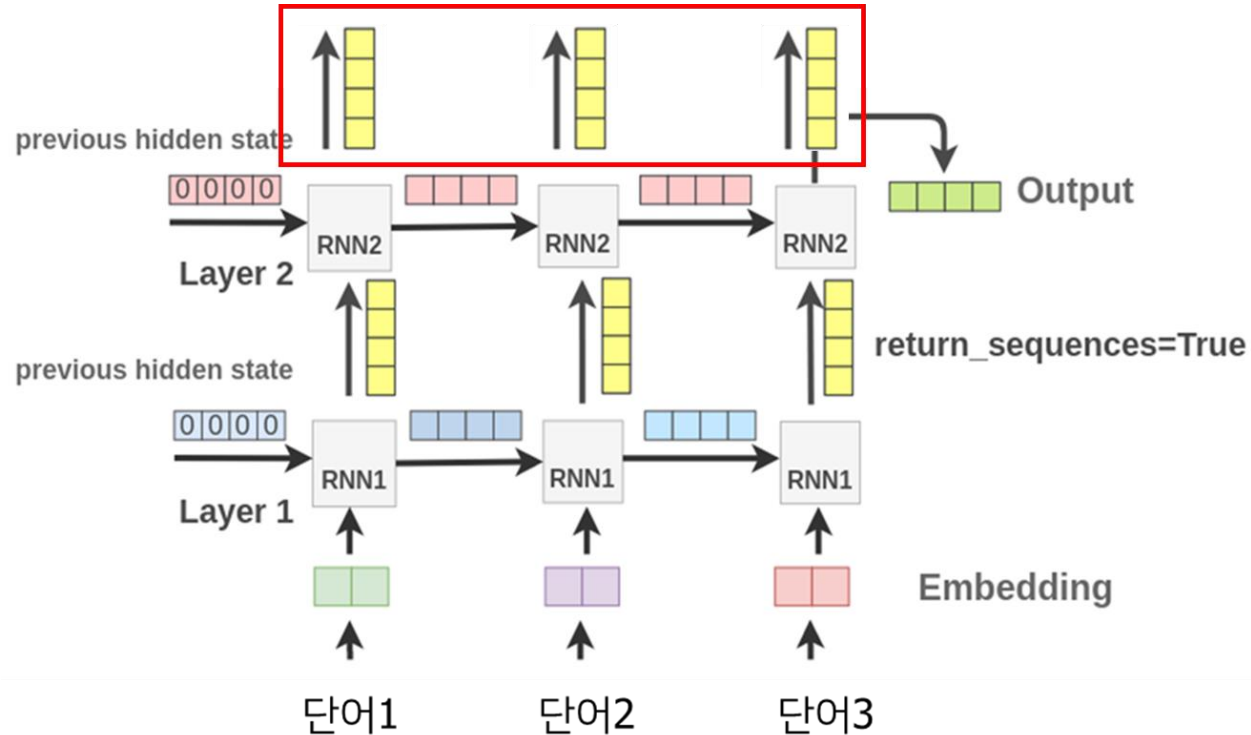 previous hidden state
0 0 0 0
RNN2
RNN2
RNN2
Output
Layer 2
return_sequences=True
previous hidden state
0 0 0 0
RNN1
RNN1
RNN1
Layer 1
Embedding
단어1
단어2
단어3